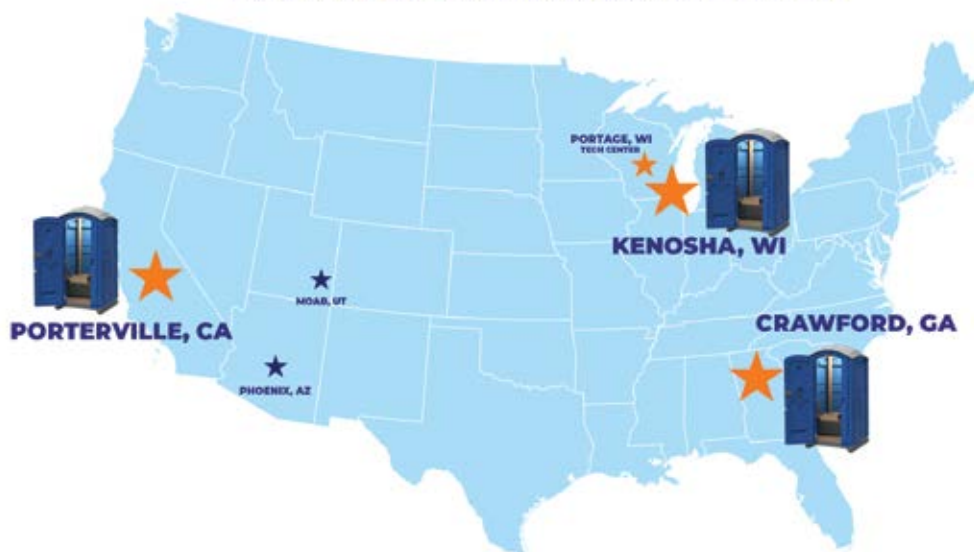 PORTAGE, WI
TECH CENTER
KENOSHA, WI
PORTERVILLE, CA
MOAB, UT
CRAWFORD, GA
PHOENIX, AZ